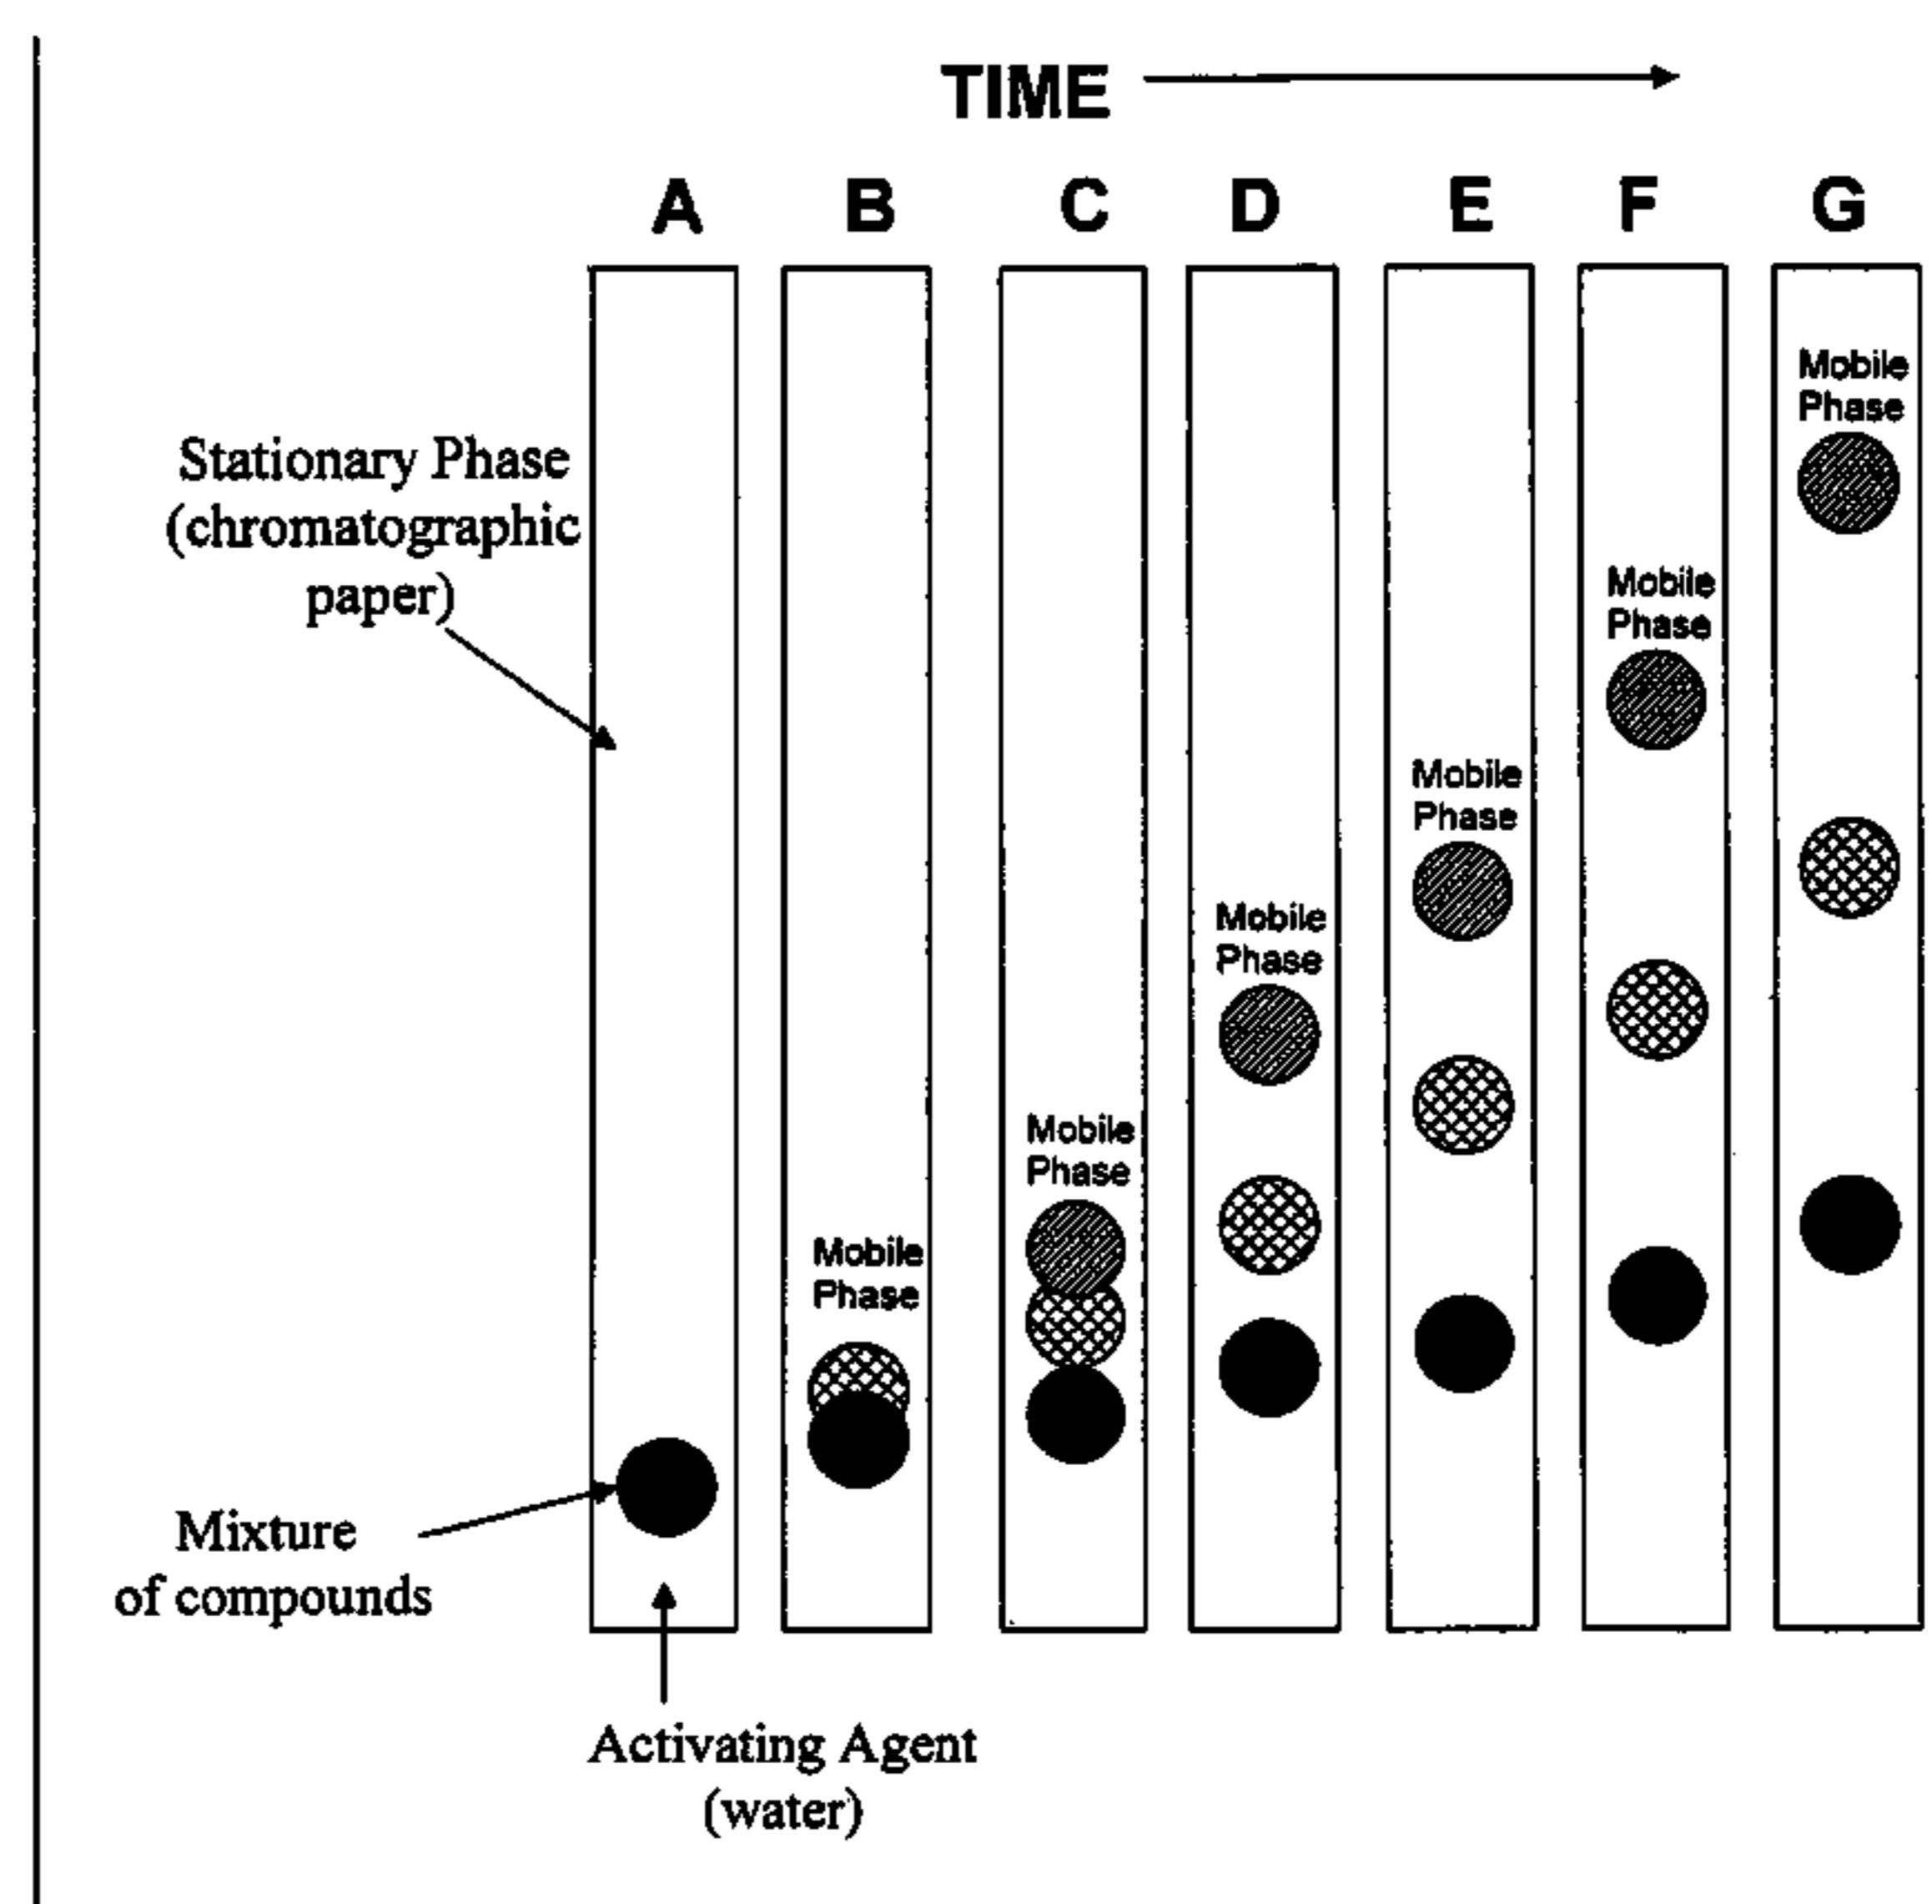 TIME
A B C D E F G
Stationary Phase
(chromatographic
paper)
Mixture
of compounds
Activating Agent
(water)
Mobile
Phase
Mobile
Phase
Mobile
Phase
Mobile
Phase
Mobile
Phase
Mobile
Phase